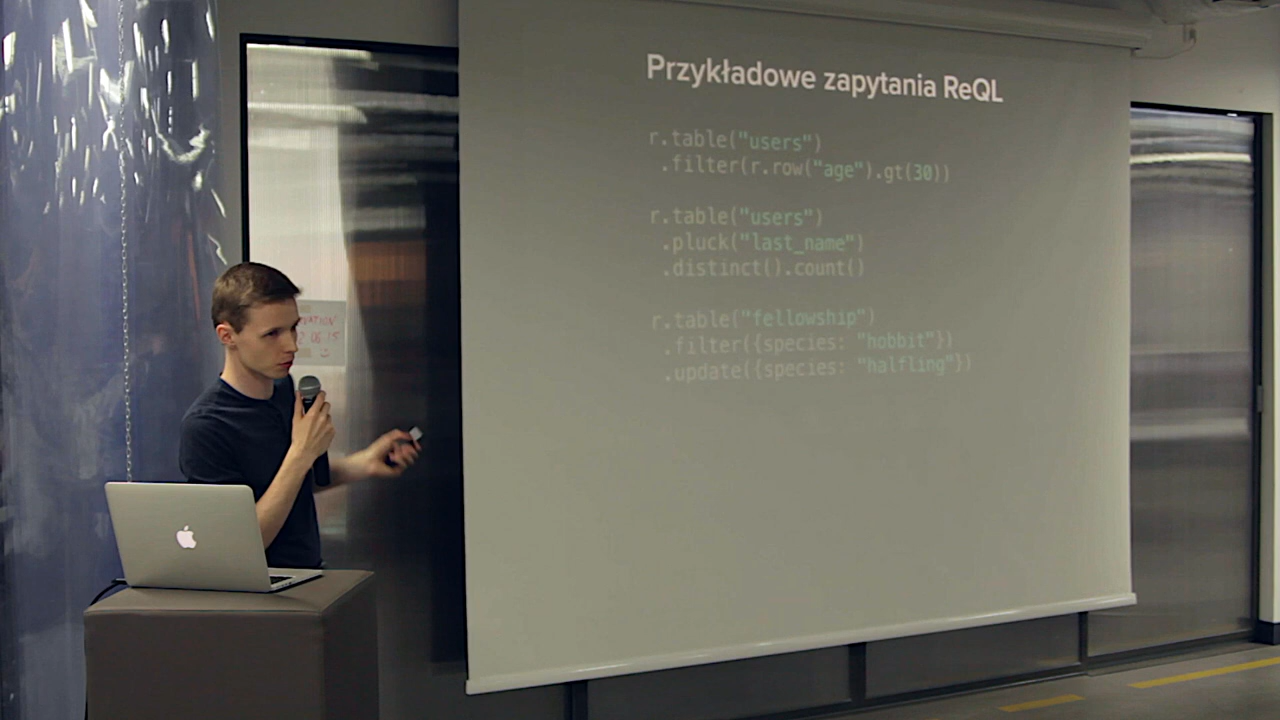 Przykładowe zapytania ReQL
r.table("users")
.filter(r.row("age").gt(30))
r.table("users")
.pluck("last_name")
.distinct().count()
r.table("fellowship")
.filter({species: "hobbit"})
.update({species: "halfling"})